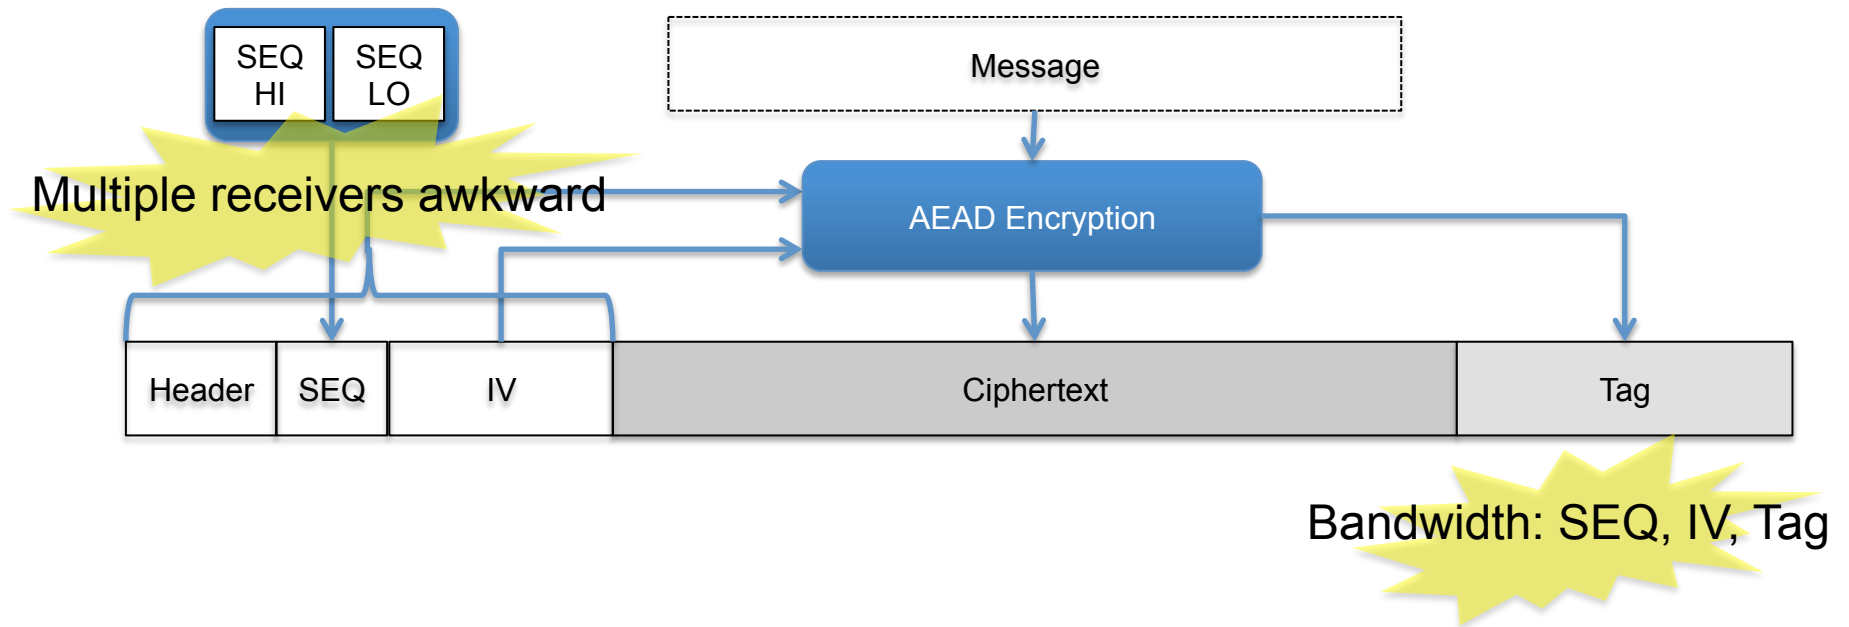 SEQ
HI
SEQ
LO
Message
Multiple receivers awkward
AEAD Encryption
Header
SEQ
IV
Ciphertext
Tag
Bandwidth: SEQ, IV, Tag